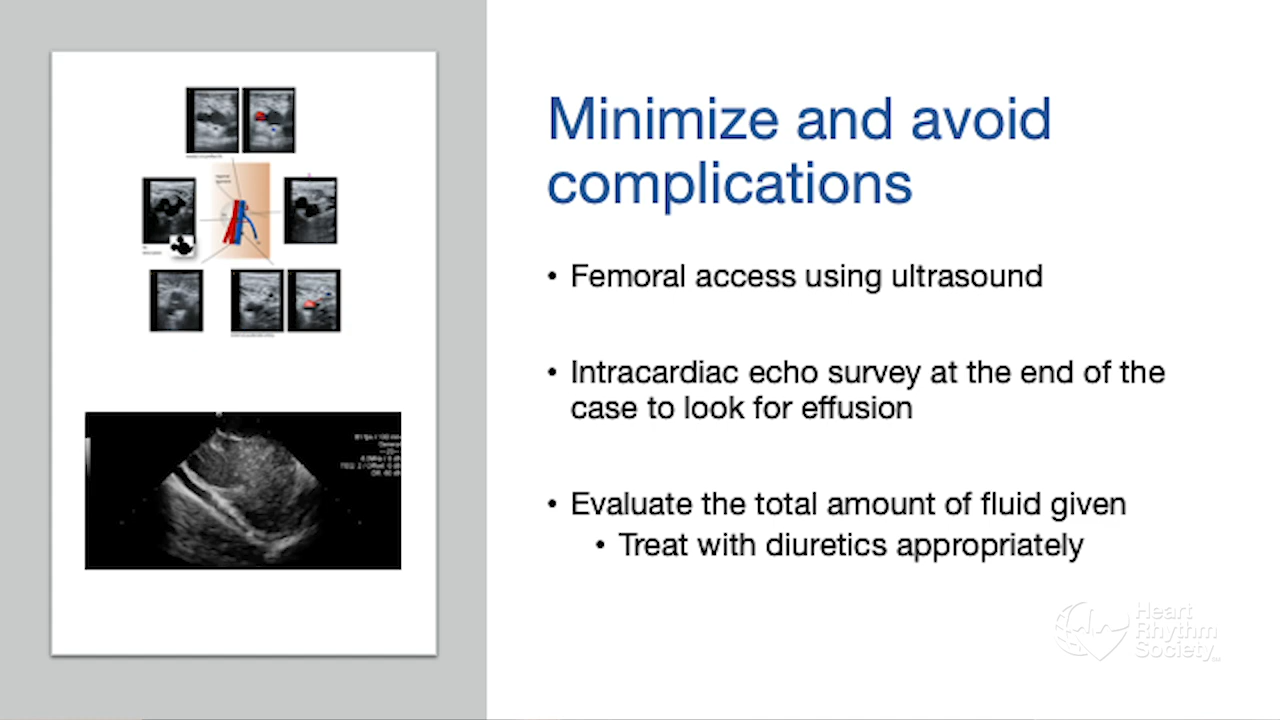 Minimize and avoid
complications
• Femoral access using ultrasound
• Intracardiac echo survey at the end of the
case to look for effusion
• Evaluate the total amount of fluid given
• Treat with diuretics appropriately
Heart
Rhythm
Society